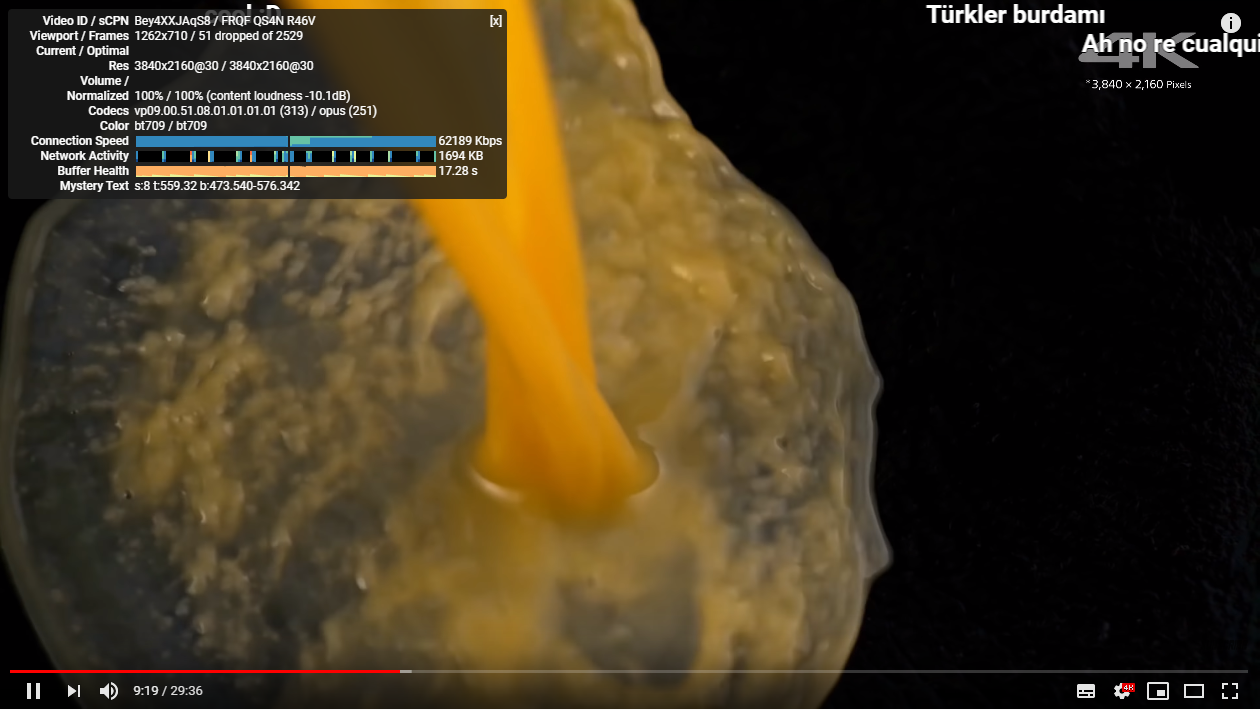 cool :D
Video ID / sCPN Bey4XXJAqS8 / FRQF QS4N R46V [x]
Viewport / Frames 1262x710 / 51 dropped of 2529
Current / Optimal
Res 3840x2160@30 / 3840x2160@30
Volume /
Normalized 100% / 100% (content loudness -10.1dB)
Codecs vp09.00.51.08.01.01.01.01 (313) / opus (251)
Color bt709 / bt709
Connection Speed 62189 Kbps
Network Activity 1694 KB
Buffer Health 17.28 s
Mystery Text s:8 t:559.32 b:473.540-576.342
Türkler burdamı
Ah no re cualqui
4K
*3,840 × 2,160 Pixels
9:19 / 29:36
4K